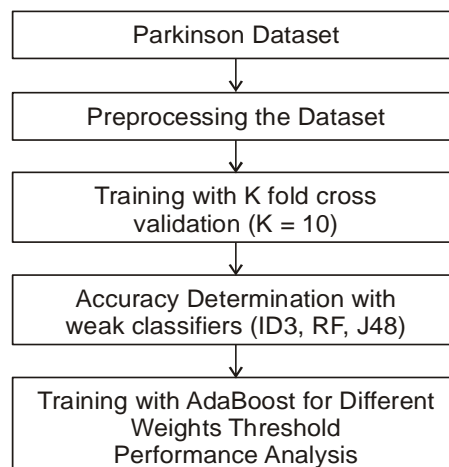 Parkinson Dataset
Preprocessing the Dataset
Training with K fold cross
validation (K = 10)
Accuracy Determination with
weak classifiers (ID3, RF, J48)
Training with AdaBoost for Different
Weights Threshold
Performance Analysis